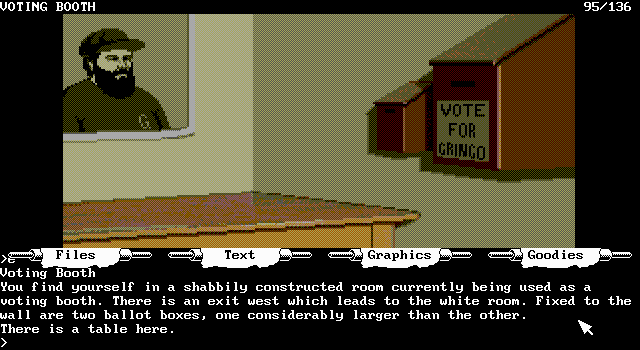 VOTING BOOTH 95/136
G
VOTE
FOR
GRINGO
>g
Files Text Graphics Goodies
Voting Booth
You find yourself in a shabbily constructed room currently being used as a
voting booth. There is an exit west which leads to the white room. Fixed to the
wall are two ballot boxes, one considerably larger than the other.
There is a table here.
>